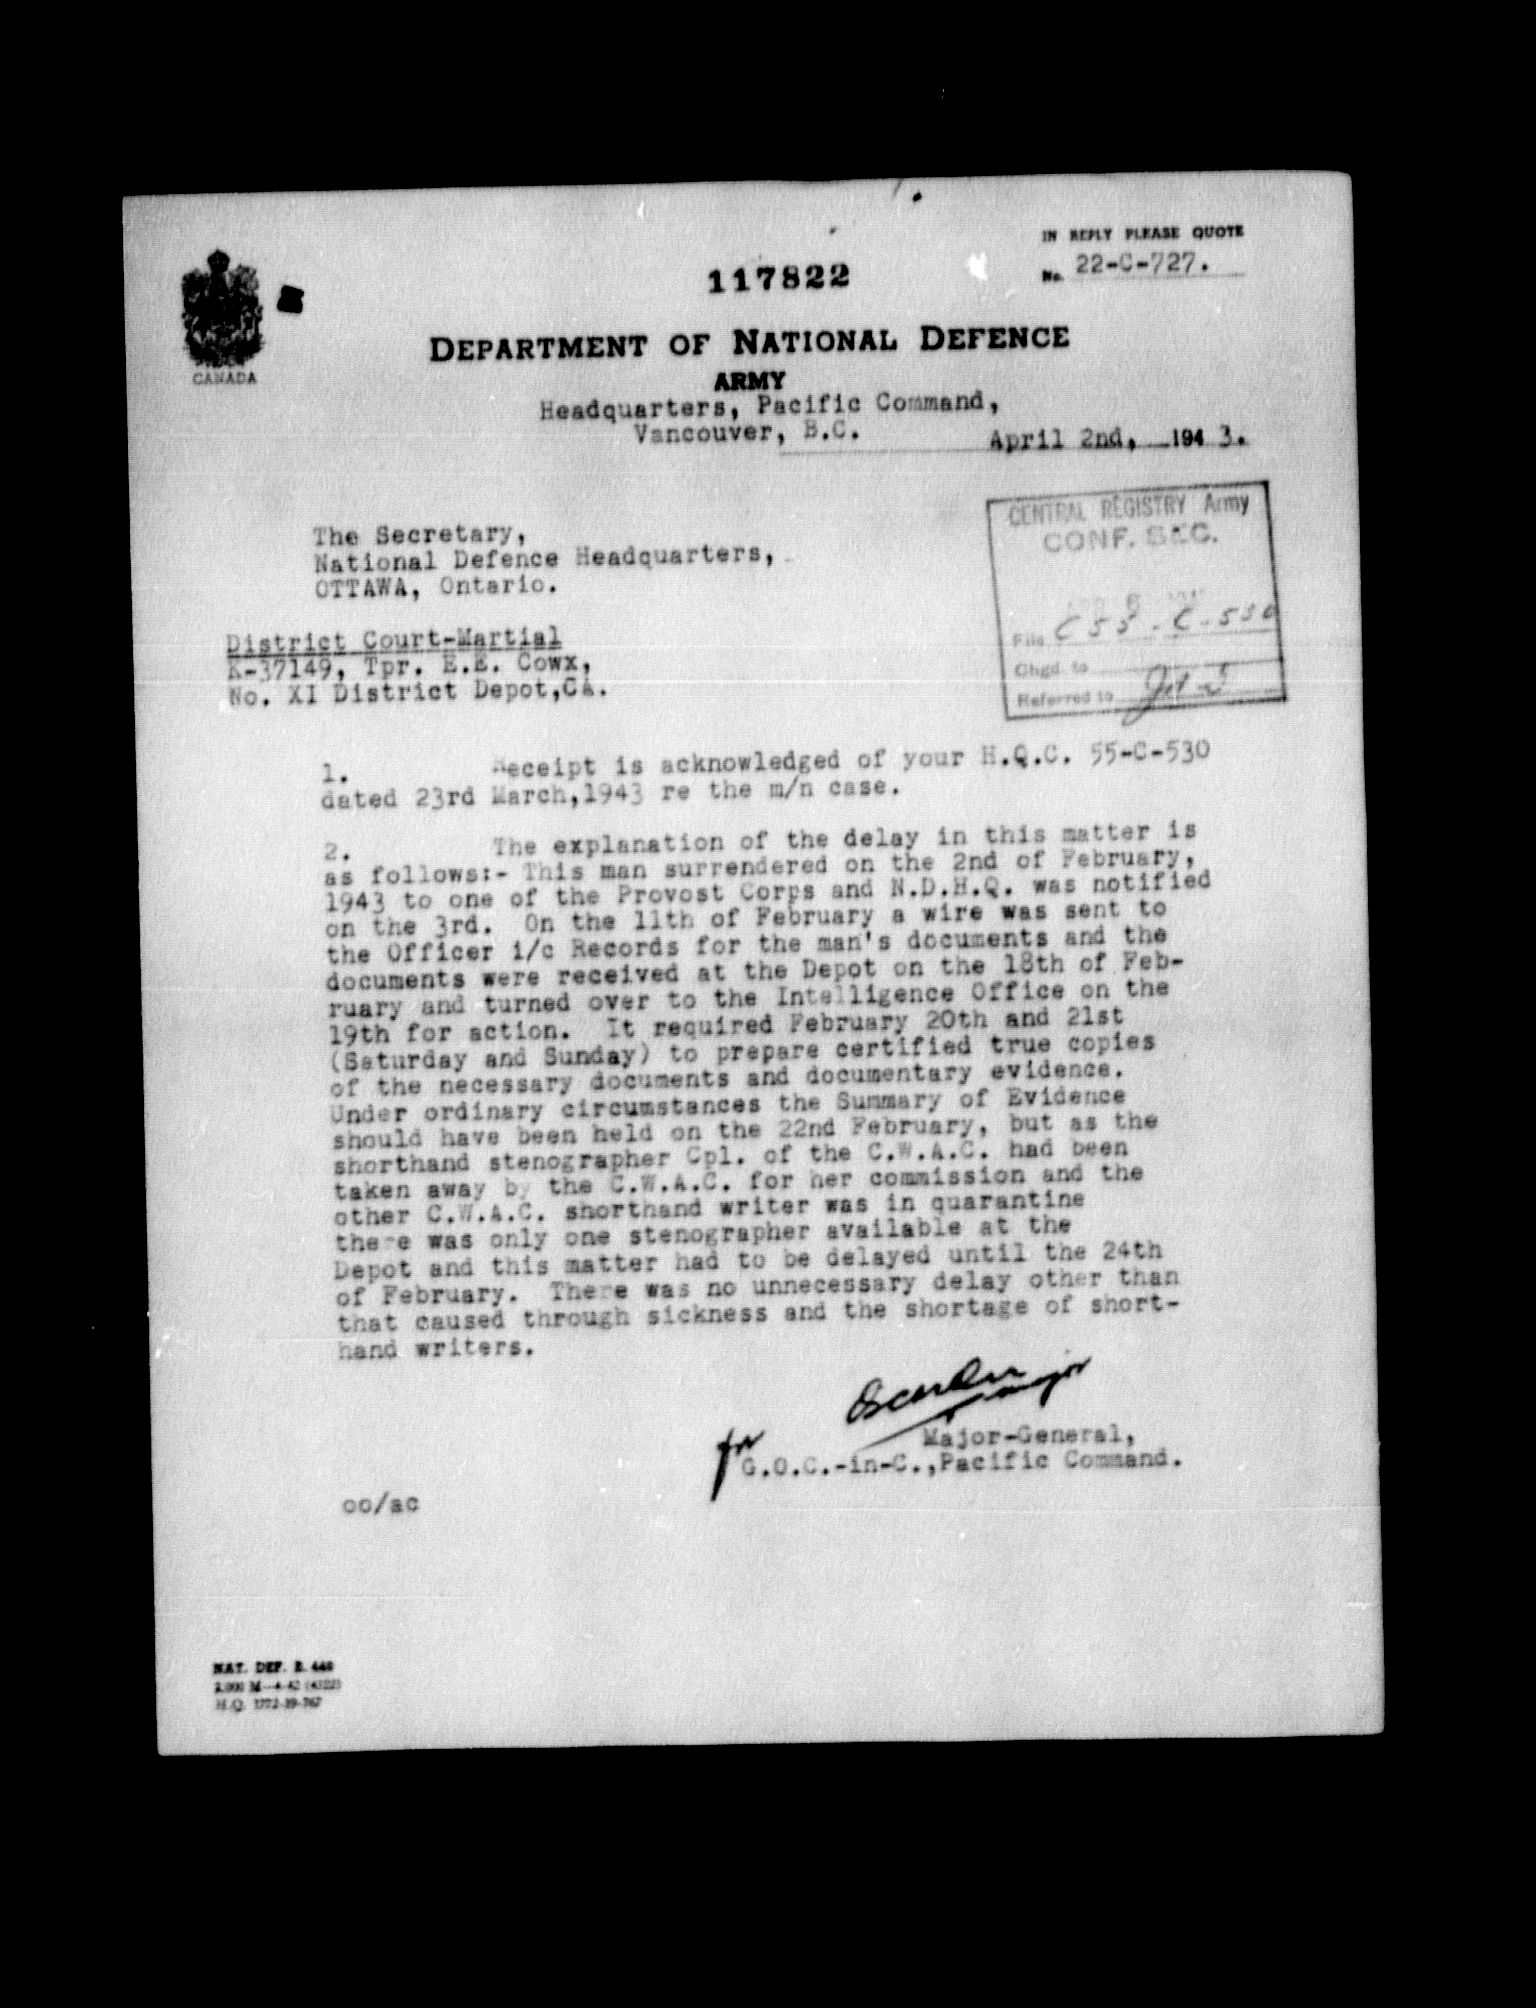 IN REPLY PLEASE QUOTE
No. 22-C-727.
117822
CANADA
DEPARTMENT OF NATIONAL DEFENCE
ARMY
Headquarters, Pacific Command,
Vancouver, B.C.
April 2nd, 1943.
CENTRAL REGISTRY Army
CONF. SEC.
File C55-C-530
Chgd. to
Referred to
The Secretary,
National Defence Headquarters,
OTTAWA, Ontario.
District Court-Martial
K-37149, Tpr. E.E. Cowx,
No. XI District Depot,CA.
1. Receipt is acknowledged of your H.Q.C. 55-C-530
dated 23rd March,1943 re the m/n case.
2. The explanation of the delay in this matter is
as follows:- This man surrendered on the 2nd of February,
1943 to one of the Provost Corps and N.D.H.Q. was notified
on the 3rd. On the 11th of February a wire was sent to
the Officer i/c Records for the man's documents and the
documents were received at the Depot on the 18th of Feb-
ruary and turned over to the Intelligence Office on the
19th for action. It required February 20th and 21st
(Saturday and Sunday) to prepare certified true copies
of the necessary documents and documentary evidence.
Under ordinary circumstances the Summary of Evidence
should have been held on the 22nd February, but as the
shorthand stenographer Cpl. of the C.W.A.C. had been
taken away by the C.W.A.C. for her commission and the
other C.W.A.C. shorthand writer was in quarantine
there was only one stenographer available at the
Depot and this matter had to be delayed until the 24th
of February. There was no unnecessary delay other than
that caused through sickness and the shortage of short-
hand writers.
Major
for Major-General,
G.O.C.-in-C.,Pacific Command.
oo/ac
NAT. DEF. B. 448
H.Q. 1772-39-767